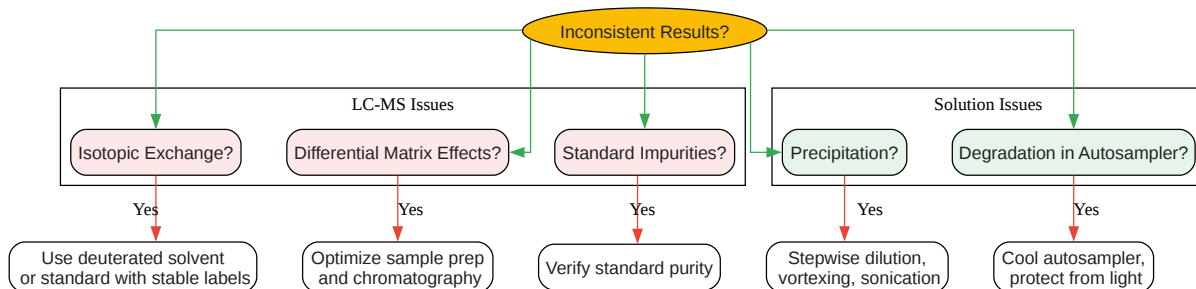 Inconsistent Results?
LC-MS Issues
Solution Issues
Isotopic Exchange?
Differential Matrix Effects?
Standard Impurities?
Precipitation?
Degradation in Autosampler?
Yes
Yes
Yes
Yes
Yes
Use deuterated solvent
or standard with stable labels
Optimize sample prep
and chromatography
Verify standard purity
Stepwise dilution,
vortexing, sonication
Cool autosampler,
protect from light